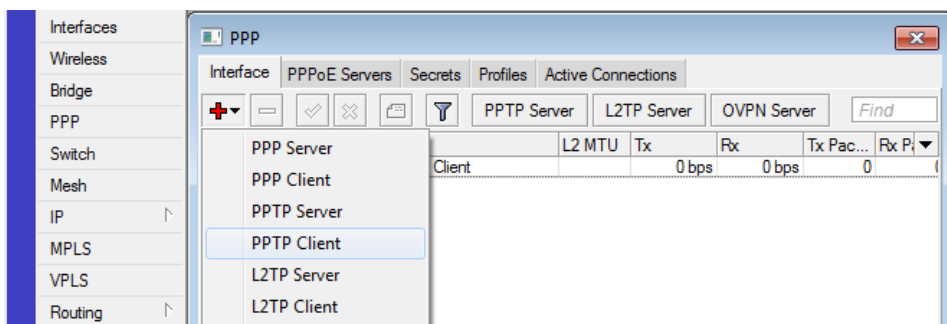 Interfaces
Wireless
Bridge
PPP
Switch
Mesh
IP
MPLS
VPLS
Routing
PPP
Interface PPPoE Servers Secrets Profiles Active Connections
PPTP Server L2TP Server OVPN Server Find
L2 MTU Tx Rx Tx Pac... Rx
Client 0 bps 0 bps 0
PPP Server
PPP Client
PPTP Server
PPTP Client
L2TP Server
L2TP Client